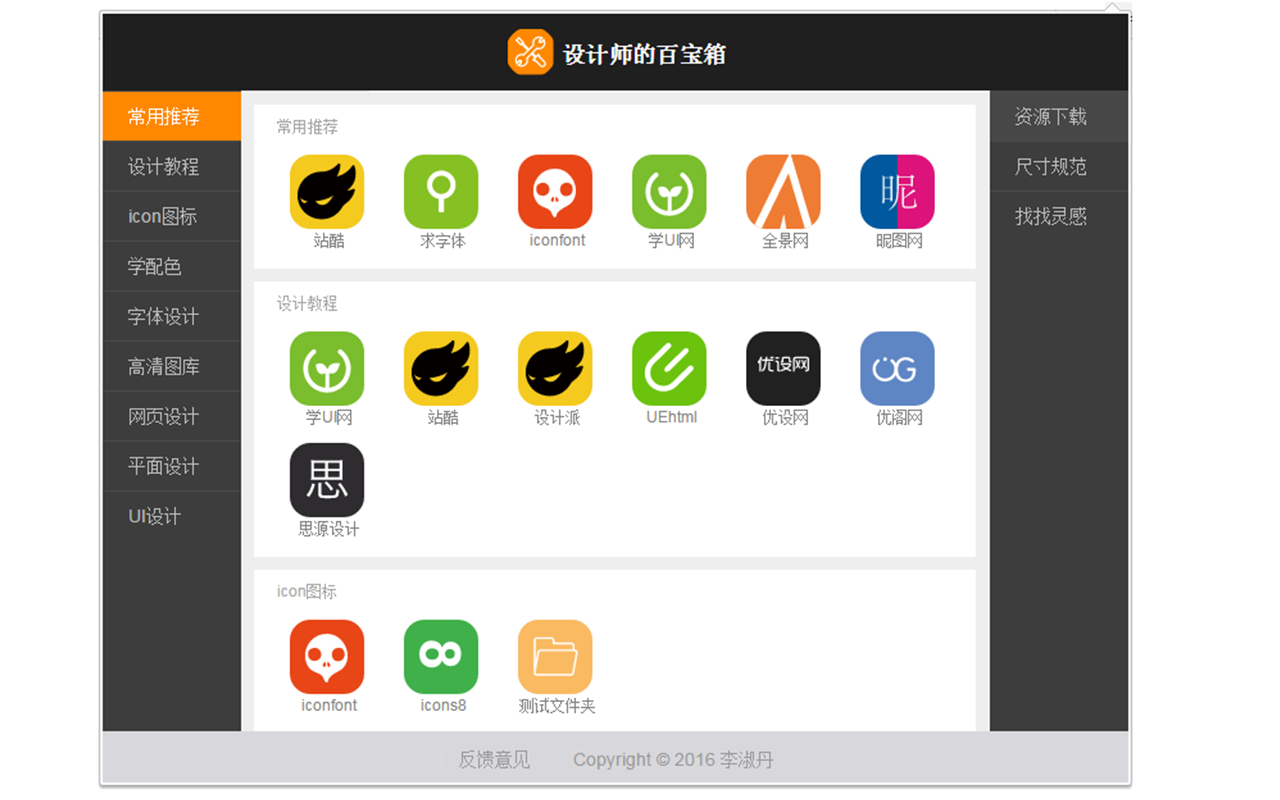 设计师的百宝箱
常用推荐
设计教程
icon图标
学配色
字体设计
高清图库
网页设计
平面设计
UI设计
常用推荐
昵
站酷 求字体 iconfont 学UI网 全景网 昵图网
设计教程
优设网
学UI网 站酷 设计派 UEhtml 优设网 优阁网
思
思源设计
icon图标
iconfont icons8 测试文件夹
资源下载
尺寸规范
找找灵感
反馈意见 Copyright © 2016 李淑丹